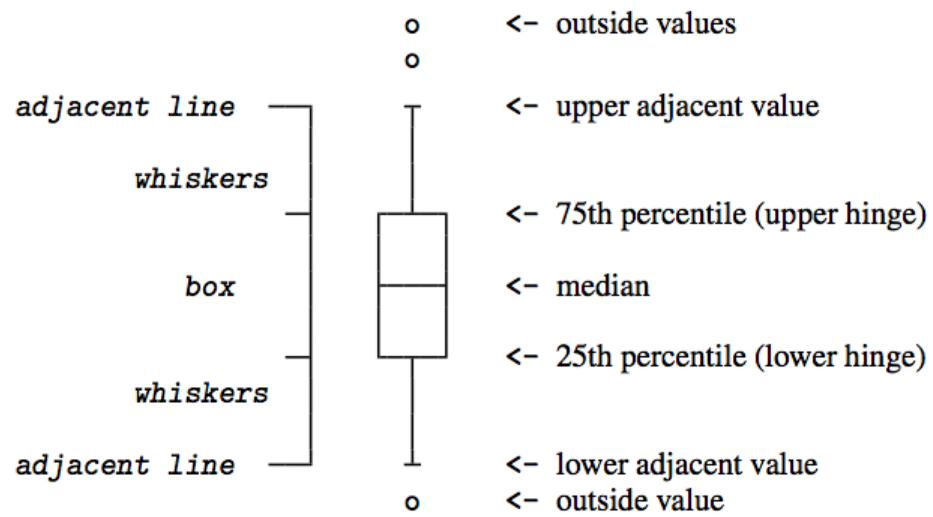 o <- outside values
o
adjacent line <- upper adjacent value
whiskers
<- 75th percentile (upper hinge)
box <- median
<- 25th percentile (lower hinge)
whiskers
adjacent line <- lower adjacent value
o <- outside value